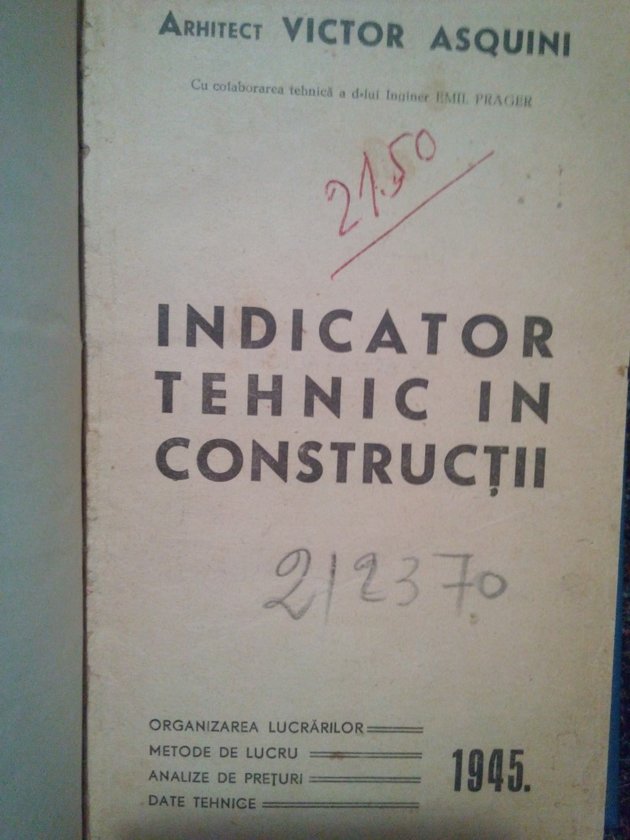 ARHITECT VICTOR ASQUINI
Cu colaborarea tehnică a d-lui Inginer EMIL PRAGER
21.50
INDICATOR
TEHNIC IN
CONSTRUCȚII
212370
ORGANIZAREA LUCRĂRILOR
METODE DE LUCRU
ANALIZE DE PREȚURI
DATE TEHNICE
1945.